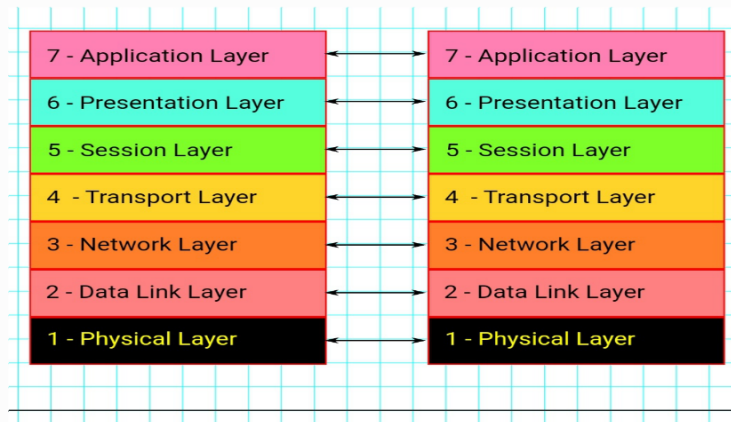 7 - Application Layer
7 - Application Layer
6 - Presentation Layer
6 - Presentation Layer
5 - Session Layer
5 - Session Layer
4 - Transport Layer
4 - Transport Layer
3 - Network Layer
3 - Network Layer
2 - Data Link Layer
2 - Data Link Layer
1 - Physical Layer
1 - Physical Layer